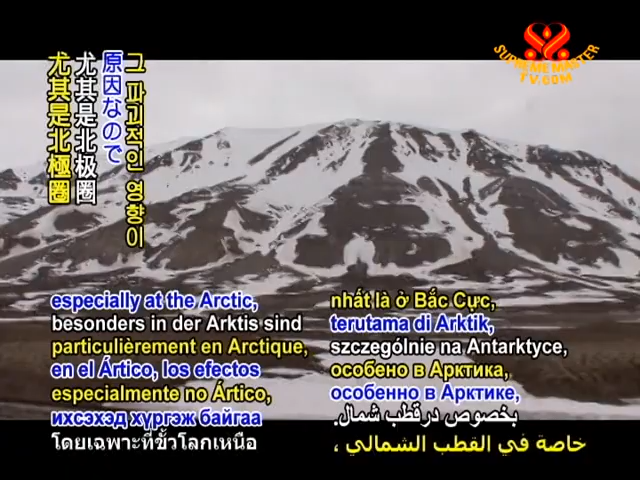 SUPREME MASTER
TV.COM
尤其是北極圈
尤其是北极圈
原因なので
그 파괴적인 영향이
especially at the Arctic,
besonders in der Arktis sind
particulièrement en Arctique,
en el Ártico, los efectos
especialmente no Ártico,
ихсэхэд хүргэж байгаа
โดยเฉพาะที่ขั้วโลกเหนือ
nhất là ở Bắc Cực,
terutama di Arktik,
szczególnie na Antarktyce,
особено в Арктика,
особенно в Арктике,
بخصوص درقطب شمال.
خاصة في القطب الشمالي ،